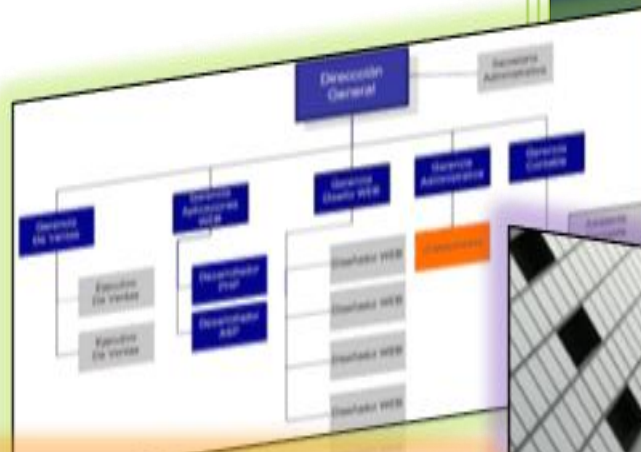 Dirección
General
Secretaria
Administrativa
Gerencia
De Ventas
Gerencia
Aplicaciones
WEB
Gerencia
Diseño WEB
Gerencia
Administrativa
Gerencia
Contable
Ejecutivo
De Ventas
Ejecutivo
De Ventas
Desarrollador
PHP
Desarrollador
ASP
Diseñador WEB
Diseñador WEB
Diseñador WEB
Diseñador WEB